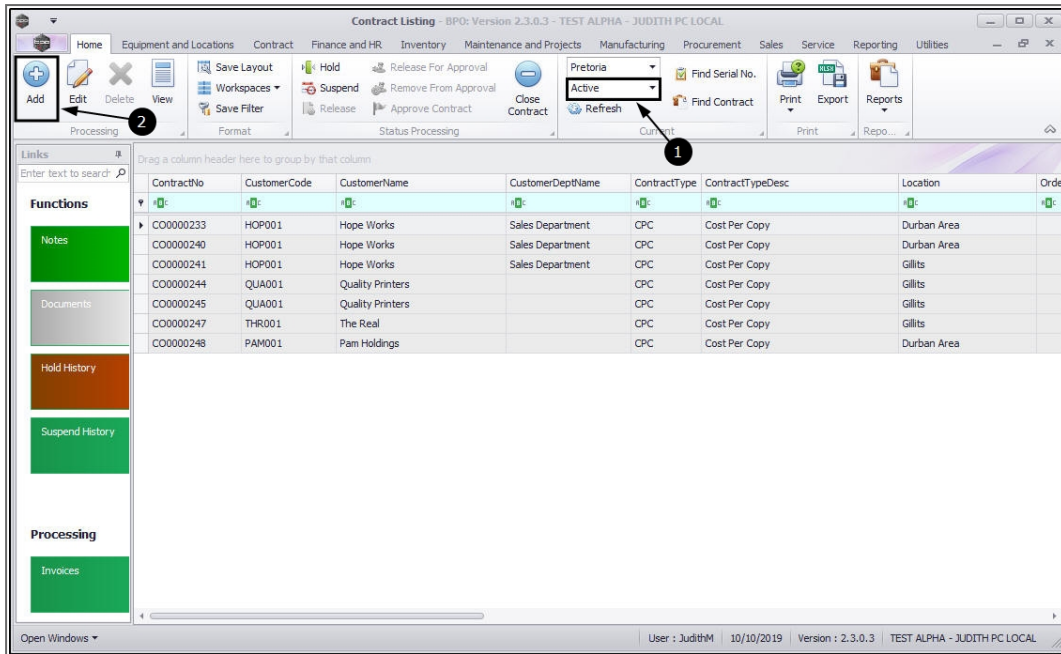 Contract Listing - BPO: Version 2.3.0.3 - TEST ALPHA - JUDITH PC LOCAL
Home Equipment and Locations Contract Finance and HR Inventory Maintenance and Projects Manufacturing Procurement Sales Service Reporting Utilities
Save Layout Hold Release For Approval Pretoria Find Serial No.
Add Edit Delete View Workspaces Suspend Remove From Approval Close Contract Active Find Contract Print Export Reports
Save Filter Release Approve Contract Refresh
2
Processing Format Status Processing Current Print Repo...
1
Links
Drag a column header here to group by that column
Enter text to search
ContractNo CustomerCode CustomerName CustomerDeptName ContractType ContractTypeDesc Location Orde
Functions
CO0000233 HOP001 Hope Works Sales Department CPC Cost Per Copy Durban Area
Notes
CO0000240 HOP001 Hope Works Sales Department CPC Cost Per Copy Durban Area
CO0000241 HOP001 Hope Works Sales Department CPC Cost Per Copy Gillits
CO0000244 QUA001 Quality Printers CPC Cost Per Copy Gillits
Documents
CO0000245 QUA001 Quality Printers CPC Cost Per Copy Gillits
CO0000247 THR001 The Real CPC Cost Per Copy Gillits
CO0000248 PAM001 Pam Holdings CPC Cost Per Copy Durban Area
Hold History
Suspend History
Processing
Invoices
Open Windows User : JudithM 10/10/2019 Version : 2.3.0.3 TEST ALPHA - JUDITH PC LOCAL